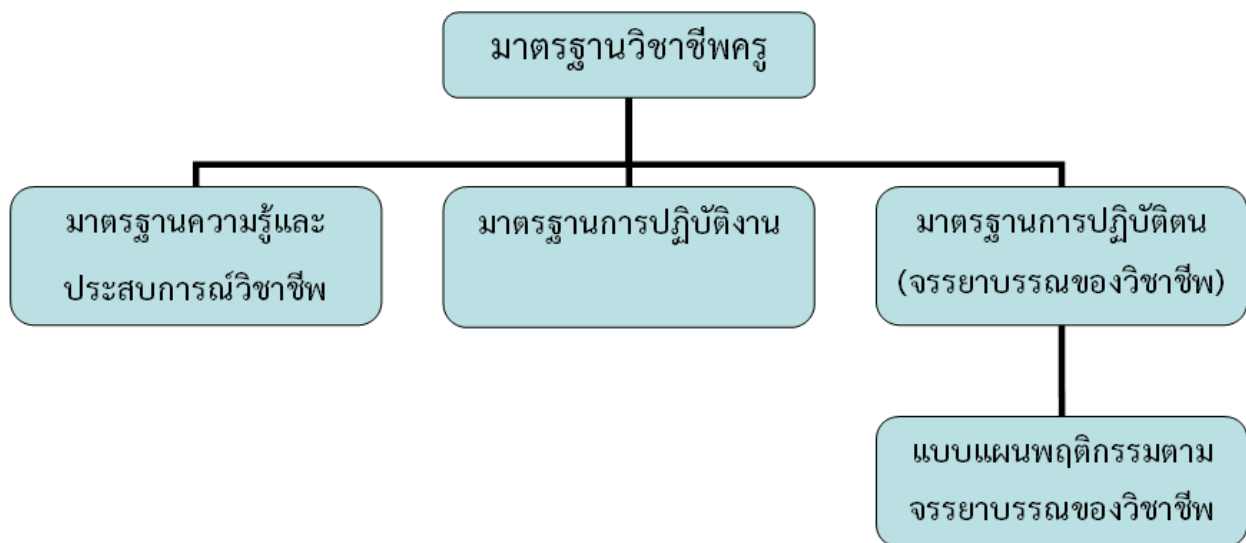 มาตรฐานวิชาชีพครู
มาตรฐานความรู้และ
ประสบการณ์วิชาชีพ
มาตรฐานการปฏิบัติงาน
มาตรฐานการปฏิบัติตน
(จรรยาบรรณของวิชาชีพ)
แบบแผนพฤติกรรมตาม
จรรยาบรรณของวิชาชีพ